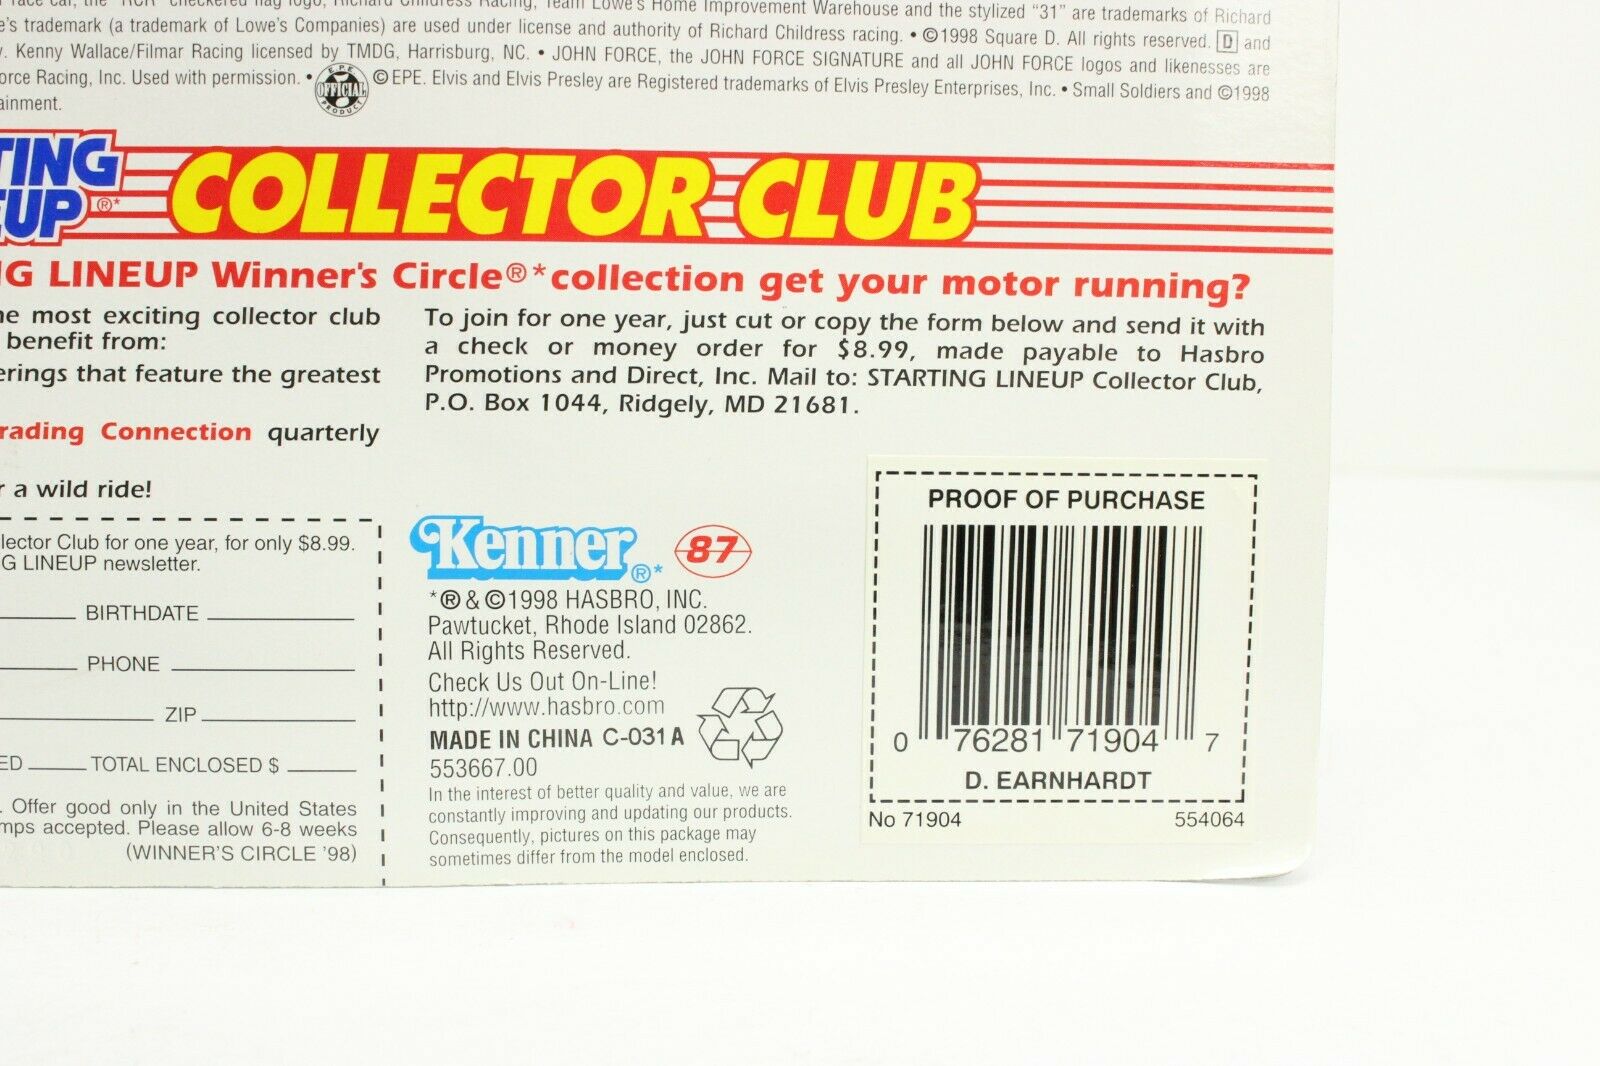 race car, the "RCR" checkered flag logo, Richard Childress Racing, Team Lowe's Home Improvement Warehouse and the stylized "31" are trademarks of Richard
e's trademark (a trademark of Lowe's Companies) are used under license and authority of Richard Childress racing. • ©1998 Square D. All rights reserved. D and
y. Kenny Wallace/Filmar Racing licensed by TMDG, Harrisburg, NC. • JOHN FORCE, the JOHN FORCE SIGNATURE and all JOHN FORCE logos and likenesses are
orce Racing, Inc. Used with permission. • EPE OFFICIAL PRODUCT ©EPE. Elvis and Elvis Presley are Registered trademarks of Elvis Presley Enterprises, Inc. • Small Soldiers and ©1998
ainment.
TING
EUP®* COLLECTOR CLUB
NG LINEUP Winner's Circle®* collection get your motor running?
he most exciting collector club
benefit from:
erings that feature the greatest
rading Connection quarterly
r a wild ride!
To join for one year, just cut or copy the form below and send it with
a check or money order for $8.99, made payable to Hasbro
Promotions and Direct, Inc. Mail to: STARTING LINEUP Collector Club,
P.O. Box 1044, Ridgely, MD 21681.
lector Club for one year, for only $8.99.
G LINEUP newsletter.
BIRTHDATE
PHONE
ZIP
ED TOTAL ENCLOSED $
. Offer good only in the United States
mps accepted. Please allow 6-8 weeks
(WINNER'S CIRCLE '98)
Kenner®* 87
*® & ©1998 HASBRO, INC.
Pawtucket, Rhode Island 02862.
All Rights Reserved.
Check Us Out On-Line!
http://www.hasbro.com
MADE IN CHINA C-031A
553667.00
In the interest of better quality and value, we are
constantly improving and updating our products.
Consequently, pictures on this package may
sometimes differ from the model enclosed.
PROOF OF PURCHASE
0 76281 71904 7
D. EARNHARDT
No 71904 554064